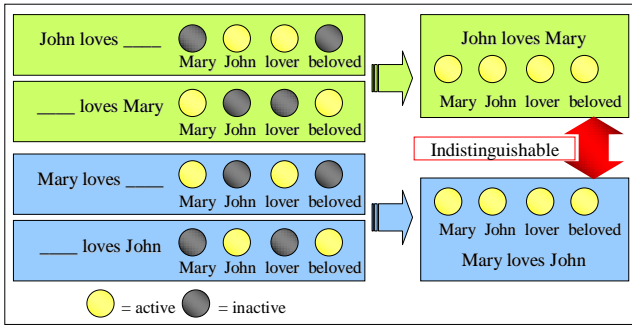 John loves ____
Mary John lover beloved
____ loves Mary
Mary John lover beloved
Mary loves ____
Mary John lover beloved
____ loves John
Mary John lover beloved
John loves Mary
Mary John lover beloved
Indistinguishable
Mary John lover beloved
Mary loves John
= active = inactive